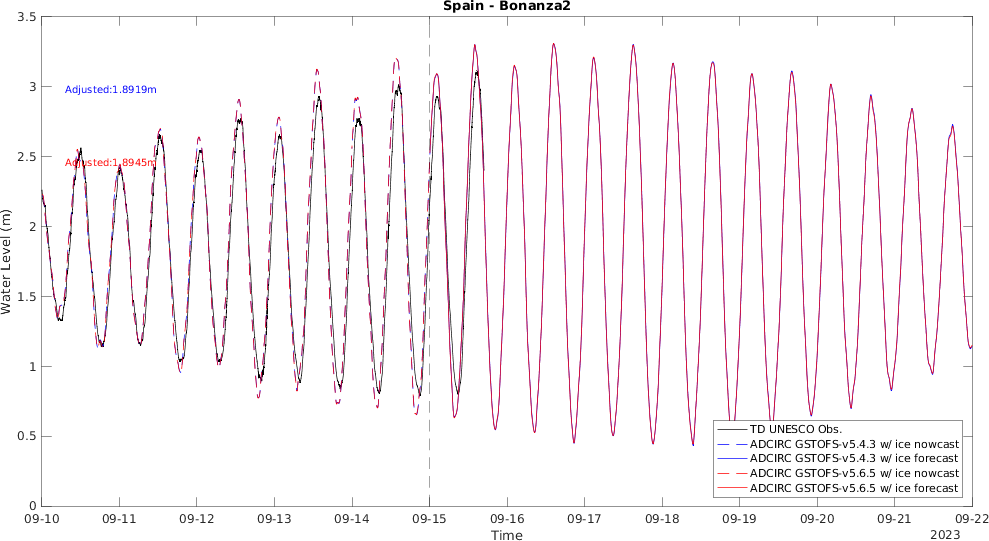 Spain - Bonanza2
3.5
3
2.5
2
1.5
1
0.5
0
Water Level (m)
Adjusted:1.8919m
Adjusted:1.8945m
TD UNESCO Obs.
ADCIRC GSTOFS-v5.4.3 w/ ice nowcast
ADCIRC GSTOFS-v5.4.3 w/ ice forecast
ADCIRC GSTOFS-v5.6.5 w/ ice nowcast
ADCIRC GSTOFS-v5.6.5 w/ ice forecast
09-10 09-11 09-12 09-13 09-14 09-15 09-16 09-17 09-18 09-19 09-20 09-21 09-22
Time
2023